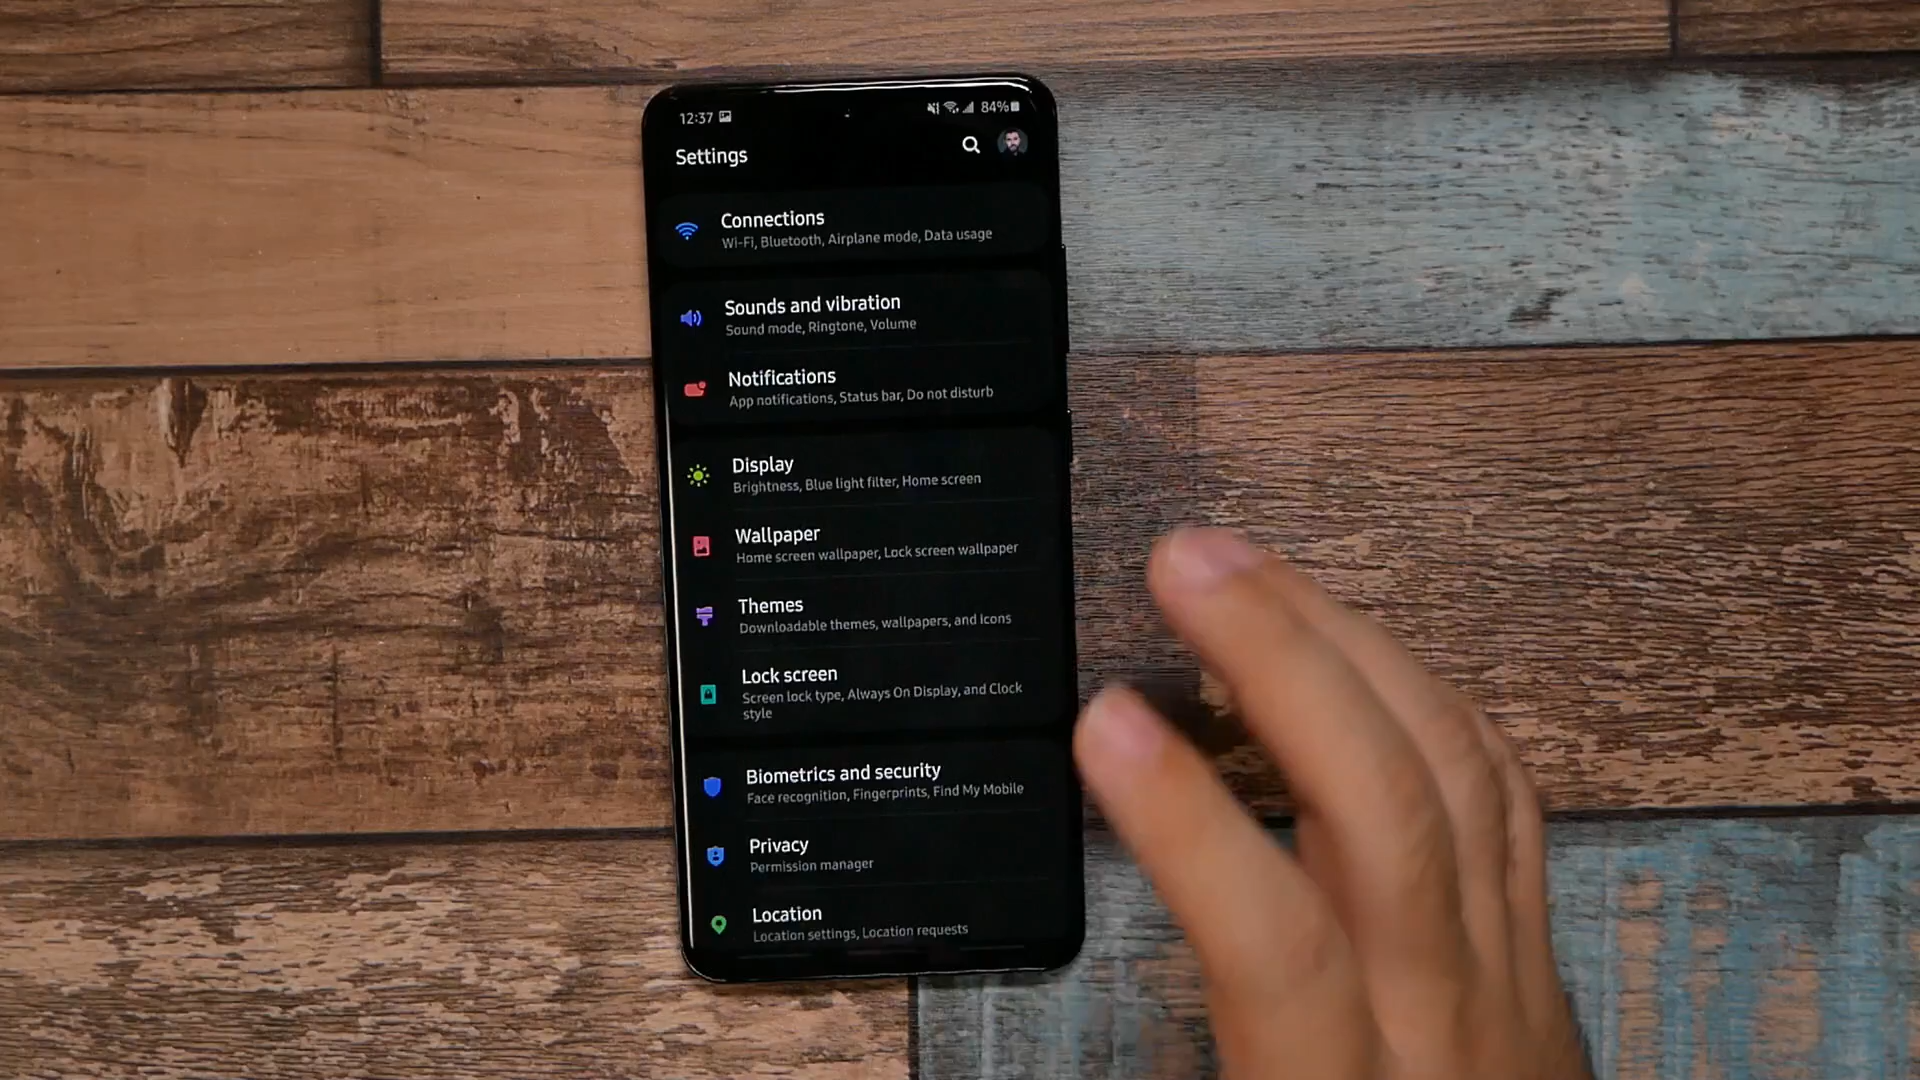 12:37
84%
Settings
Connections
Wi-Fi, Bluetooth, Airplane mode, Data usage
Sounds and vibration
Sound mode, Ringtone, Volume
Notifications
App notifications, Status bar, Do not disturb
Display
Brightness, Blue light filter, Home screen
Wallpaper
Home screen wallpaper, Lock screen wallpaper
Themes
Downloadable themes, wallpapers, and icons
Lock screen
Screen lock type, Always On Display, and Clock
style
Biometrics and security
Face recognition, Fingerprints, Find My Mobile
Privacy
Permission manager
Location
Location settings, Location requests